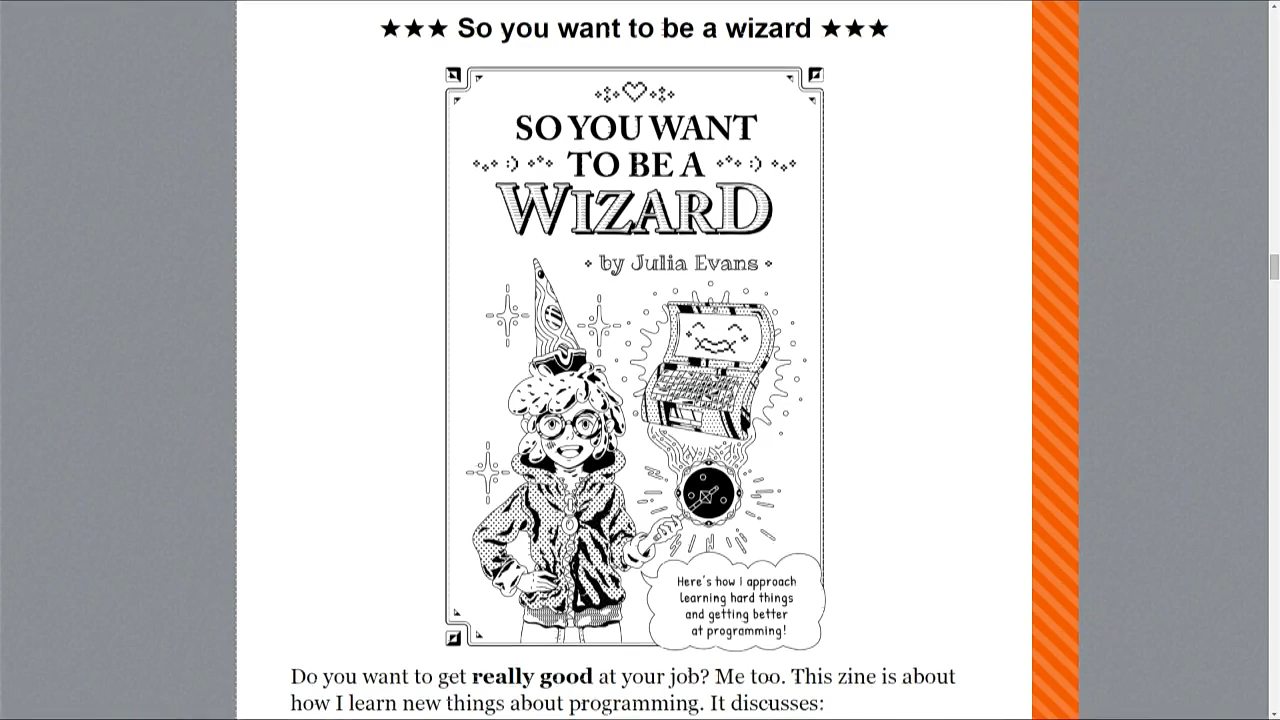 ★★★ So you want to be a wizard ★★★
SO YOU WANT
:) TO BE A :)
WIZARD
by Julia Evans
Here's how I approach
learning hard things
and getting better
at programming!
Do you want to get really good at your job? Me too. This zine is about
how I learn new things about programming. It discusses: